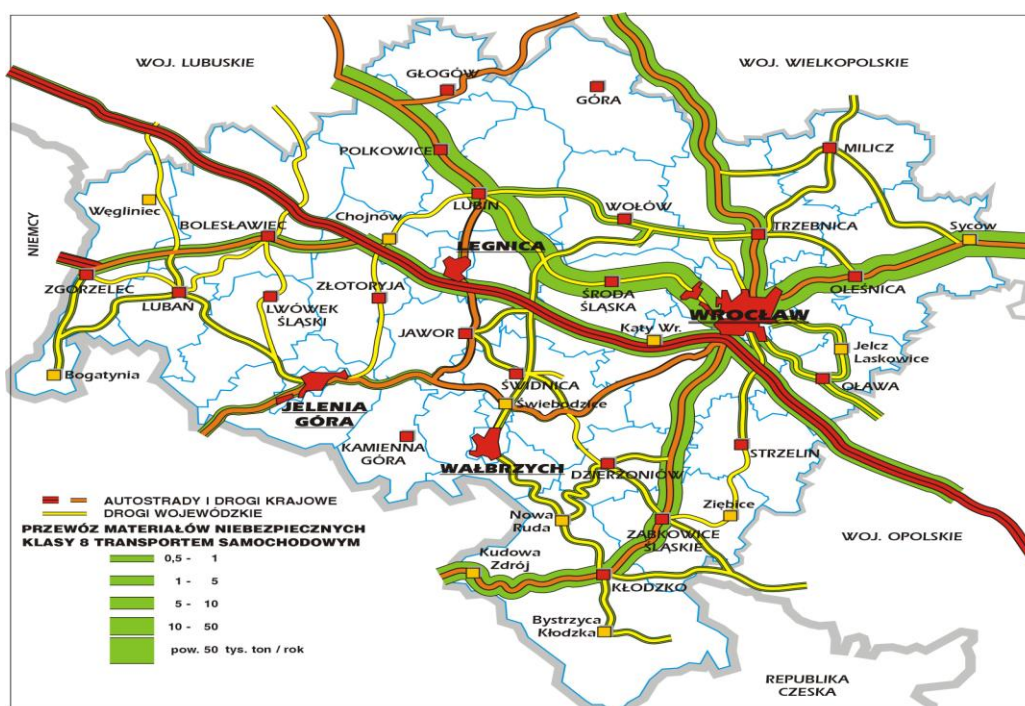 WOJ. LUBUSKIE
WOJ. WIELKOPOLSKIE
GŁOGÓW
GÓRA
POLKOWICE
MILICZ
NIEMCY
Węgliniec
BOLESŁAWIEC
Chojnów
LUBIN
WOŁÓW
TRZEBNICA
Syców
LEGNICA
ZGORZELEC
LUBAŃ
LWÓWEK
ŚLĄSKI
ZŁOTORYJA
ŚRODA
ŚLĄSKA
OLEŚNICA
WROCŁAW
JAWOR
Kąty Wr.
Jelcz
Laskowice
Bogatynia
ŚWIDNICA
OŁAWA
JELENIA
GÓRA
Świebodzice
KAMIENNA
GÓRA
WAŁBRZYCH
STRZELIN
DZIERŻONIÓW
Ziębice
Nowa
Ruda
ZĄBKOWICE
ŚLĄSKIE
WOJ. OPOLSKIE
Kudowa
Zdrój
KŁODZKO
Bystrzyca
Kłodzka
REPUBLIKA
CZESKA
AUTOSTRADY I DROGI KRAJOWE
DROGI WOJEWÓDZKIE
PRZEWÓZ MATERIAŁÓW NIEBEZPIECZNYCH
KLASY 8 TRANSPORTEM SAMOCHODOWYM
0,5 - 1
1 - 5
5 - 10
10 - 50
pow. 50 tys. ton / rok